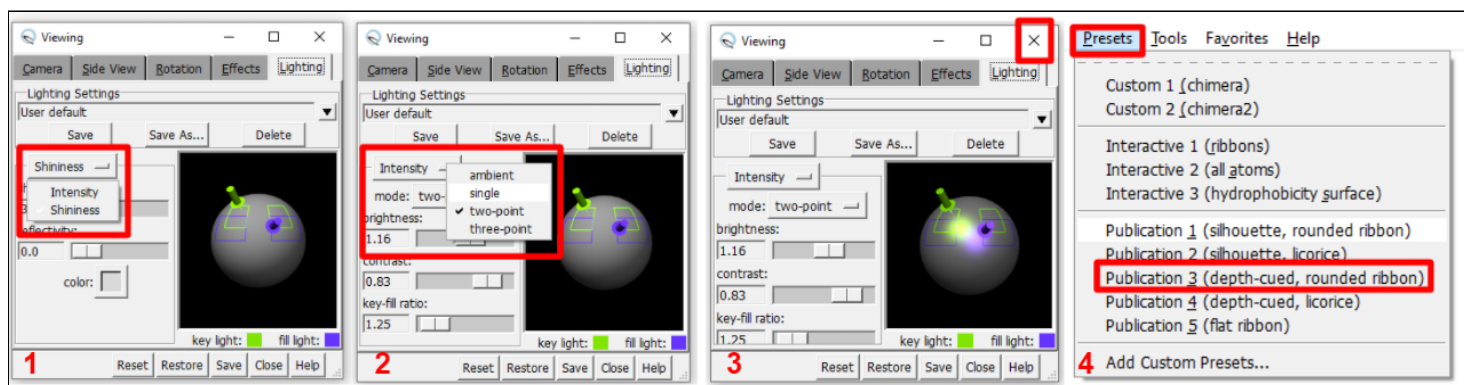 Viewing
Camera Side View Rotation Effects Lighting
Lighting Settings
User default
Save Save As... Delete
Shininess
Intensity
Shininess
reflectivity:
0.0
color:
key light: fill light:
1 Reset Restore Save Close Help
Viewing
Camera Side View Rotation Effects Lighting
Lighting Settings
User default
Save Save As... Delete
Intensity
ambient
single
mode: two-
two-point
three-point
brightness:
1.16
contrast:
0.83
key-fill ratio:
1.25
key light: fill light:
2 Reset Restore Save Close Help
Viewing
Camera Side View Rotation Effects Lighting
Lighting Settings
User default
Save Save As... Delete
Intensity
mode: two-point
brightness:
1.16
contrast:
0.83
key-fill ratio:
1.25
key light: fill light:
3 Reset Restore Save Close Help
Presets Tools Favorites Help
Custom 1 (chimera)
Custom 2 (chimera2)
Interactive 1 (ribbons)
Interactive 2 (all atoms)
Interactive 3 (hydrophobicity surface)
Publication 1 (silhouette, rounded ribbon)
Publication 2 (silhouette, licorice)
Publication 3 (depth-cued, rounded ribbon)
Publication 4 (depth-cued, licorice)
Publication 5 (flat ribbon)
4 Add Custom Presets...